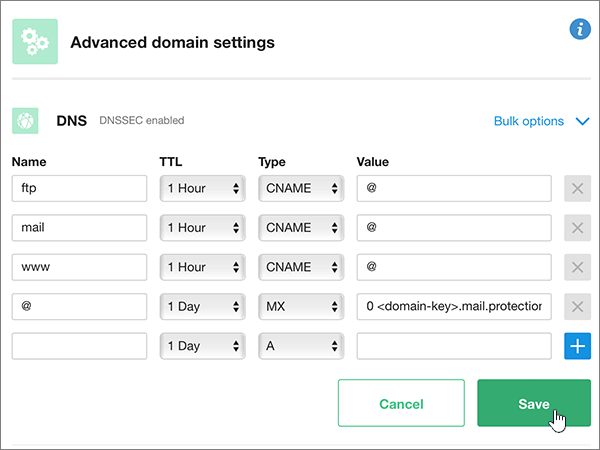 Advanced domain settings
DNS DNSSEC enabled Bulk options
Name TTL Type Value
ftp 1 Hour CNAME @
mail 1 Hour CNAME @
www 1 Hour CNAME @
@ 1 Day MX 0 <domain-key>.mail.protection
1 Day A
Cancel Save